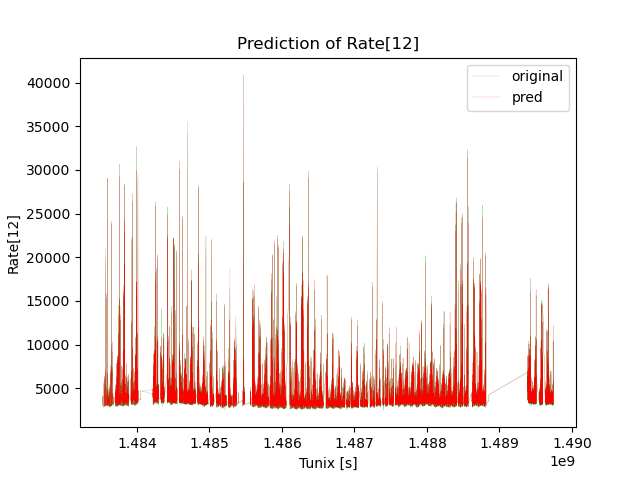 Prediction of Rate[12]
original
pred
40000
35000
30000
25000
20000
15000
10000
5000
Rate[12]
1.484 1.485 1.486 1.487 1.488 1.489 1.490
Tunix [s]
1e9